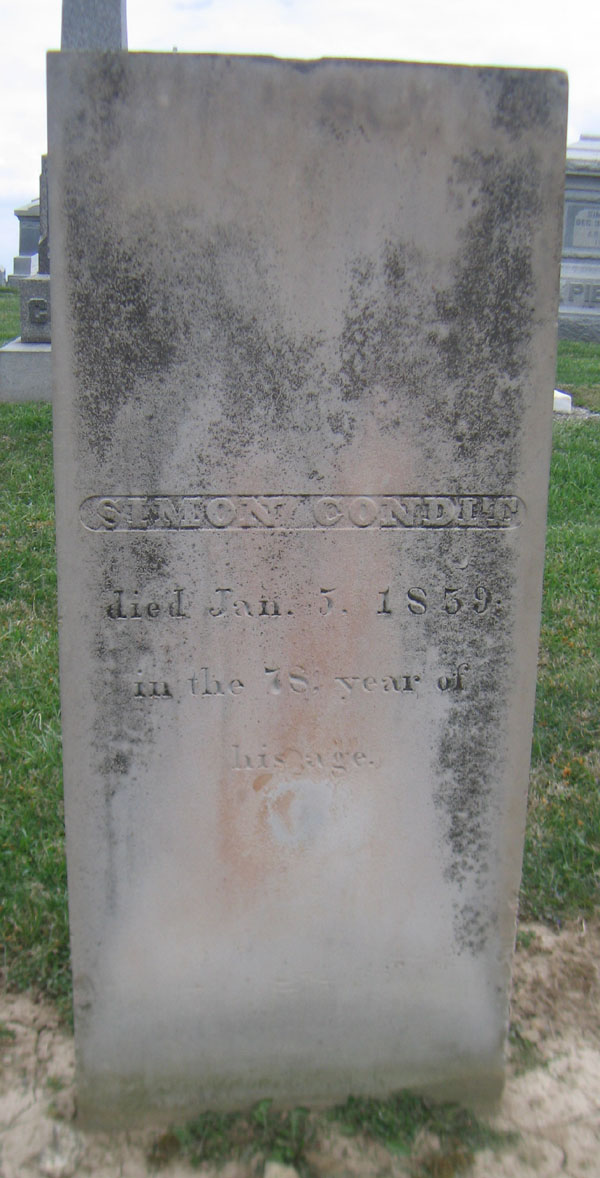 SIMON CONDIT
died Jan. 5. 1839.
in the 78. year of
his age.